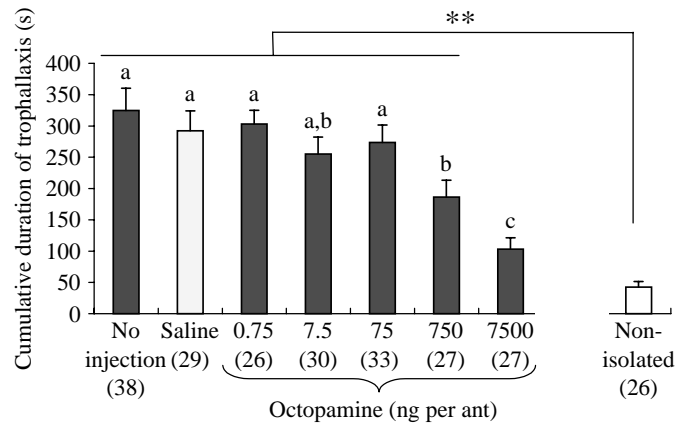 **
Cumulative duration of trophallaxis (s)
400
350
300
250
200
150
100
50
0
a
a
a
a,b
a
b
c
No Saline 0.75 7.5 75 750 7500 Non-
injection (29) (26) (30) (33) (27) (27) isolated
(38) (26)
Octopamine (ng per ant)